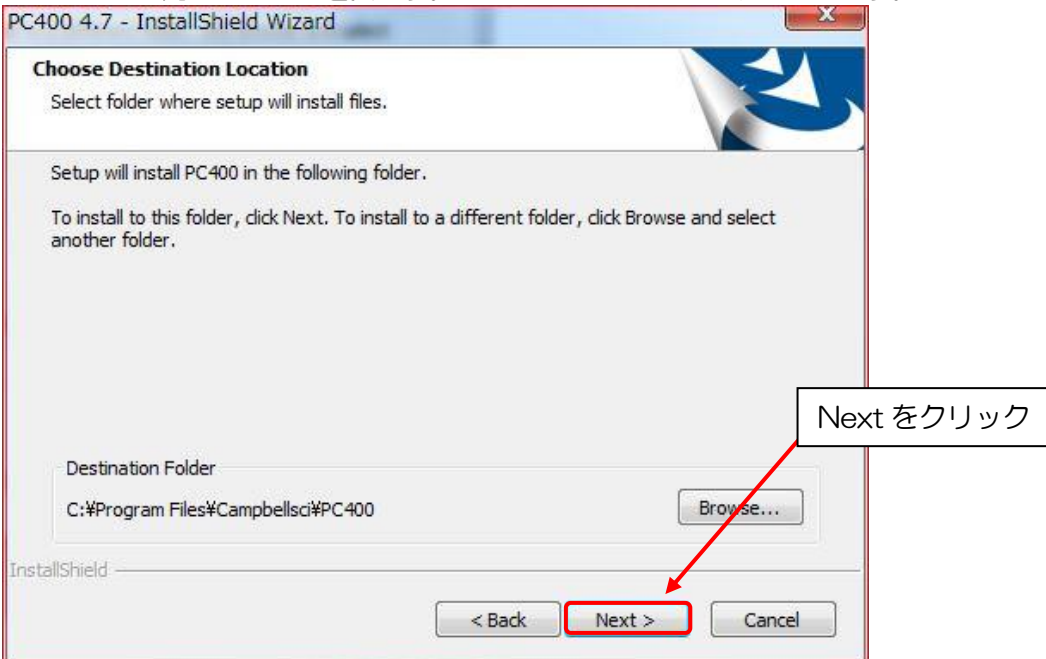 PC400 4.7 - InstallShield Wizard
Choose Destination Location
Select folder where setup will install files.
Setup will install PC400 in the following folder.
To install to this folder, click Next. To install to a different folder, click Browse and select
another folder.
Next をクリック
Destination Folder
C:¥Program Files¥Campbellsci¥PC400
Browse...
InstallShield
< Back
Next >
Cancel